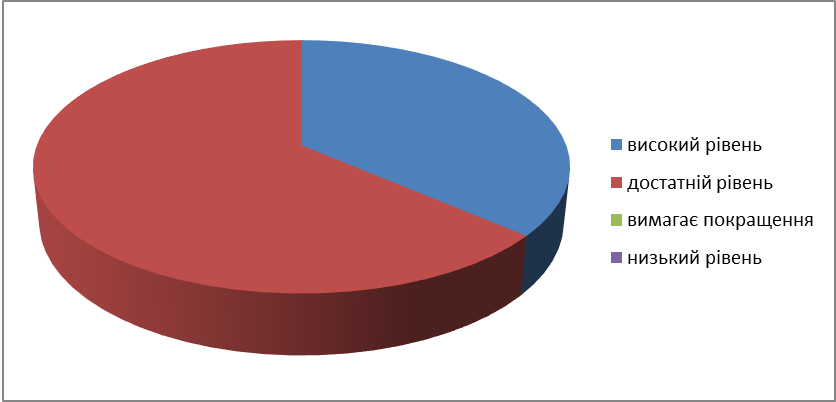 високий рівень
достатній рівень
вимагає покращення
низький рівень